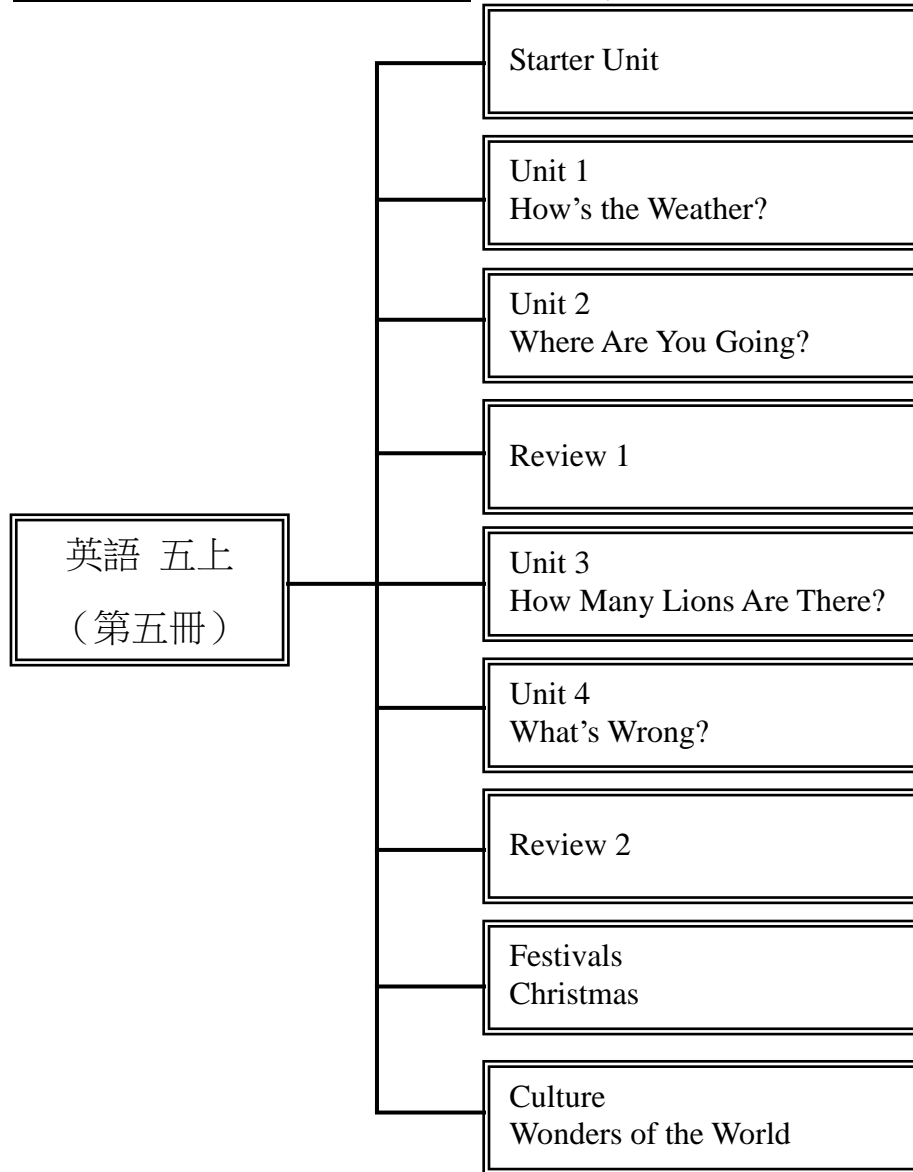 Starter Unit
Unit 1
How’s the Weather?
Unit 2
Where Are You Going?
Review 1
英語 五上
（第五冊）
Unit 3
How Many Lions Are There?
Unit 4
What’s Wrong?
Review 2
Festivals
Christmas
Culture
Wonders of the World